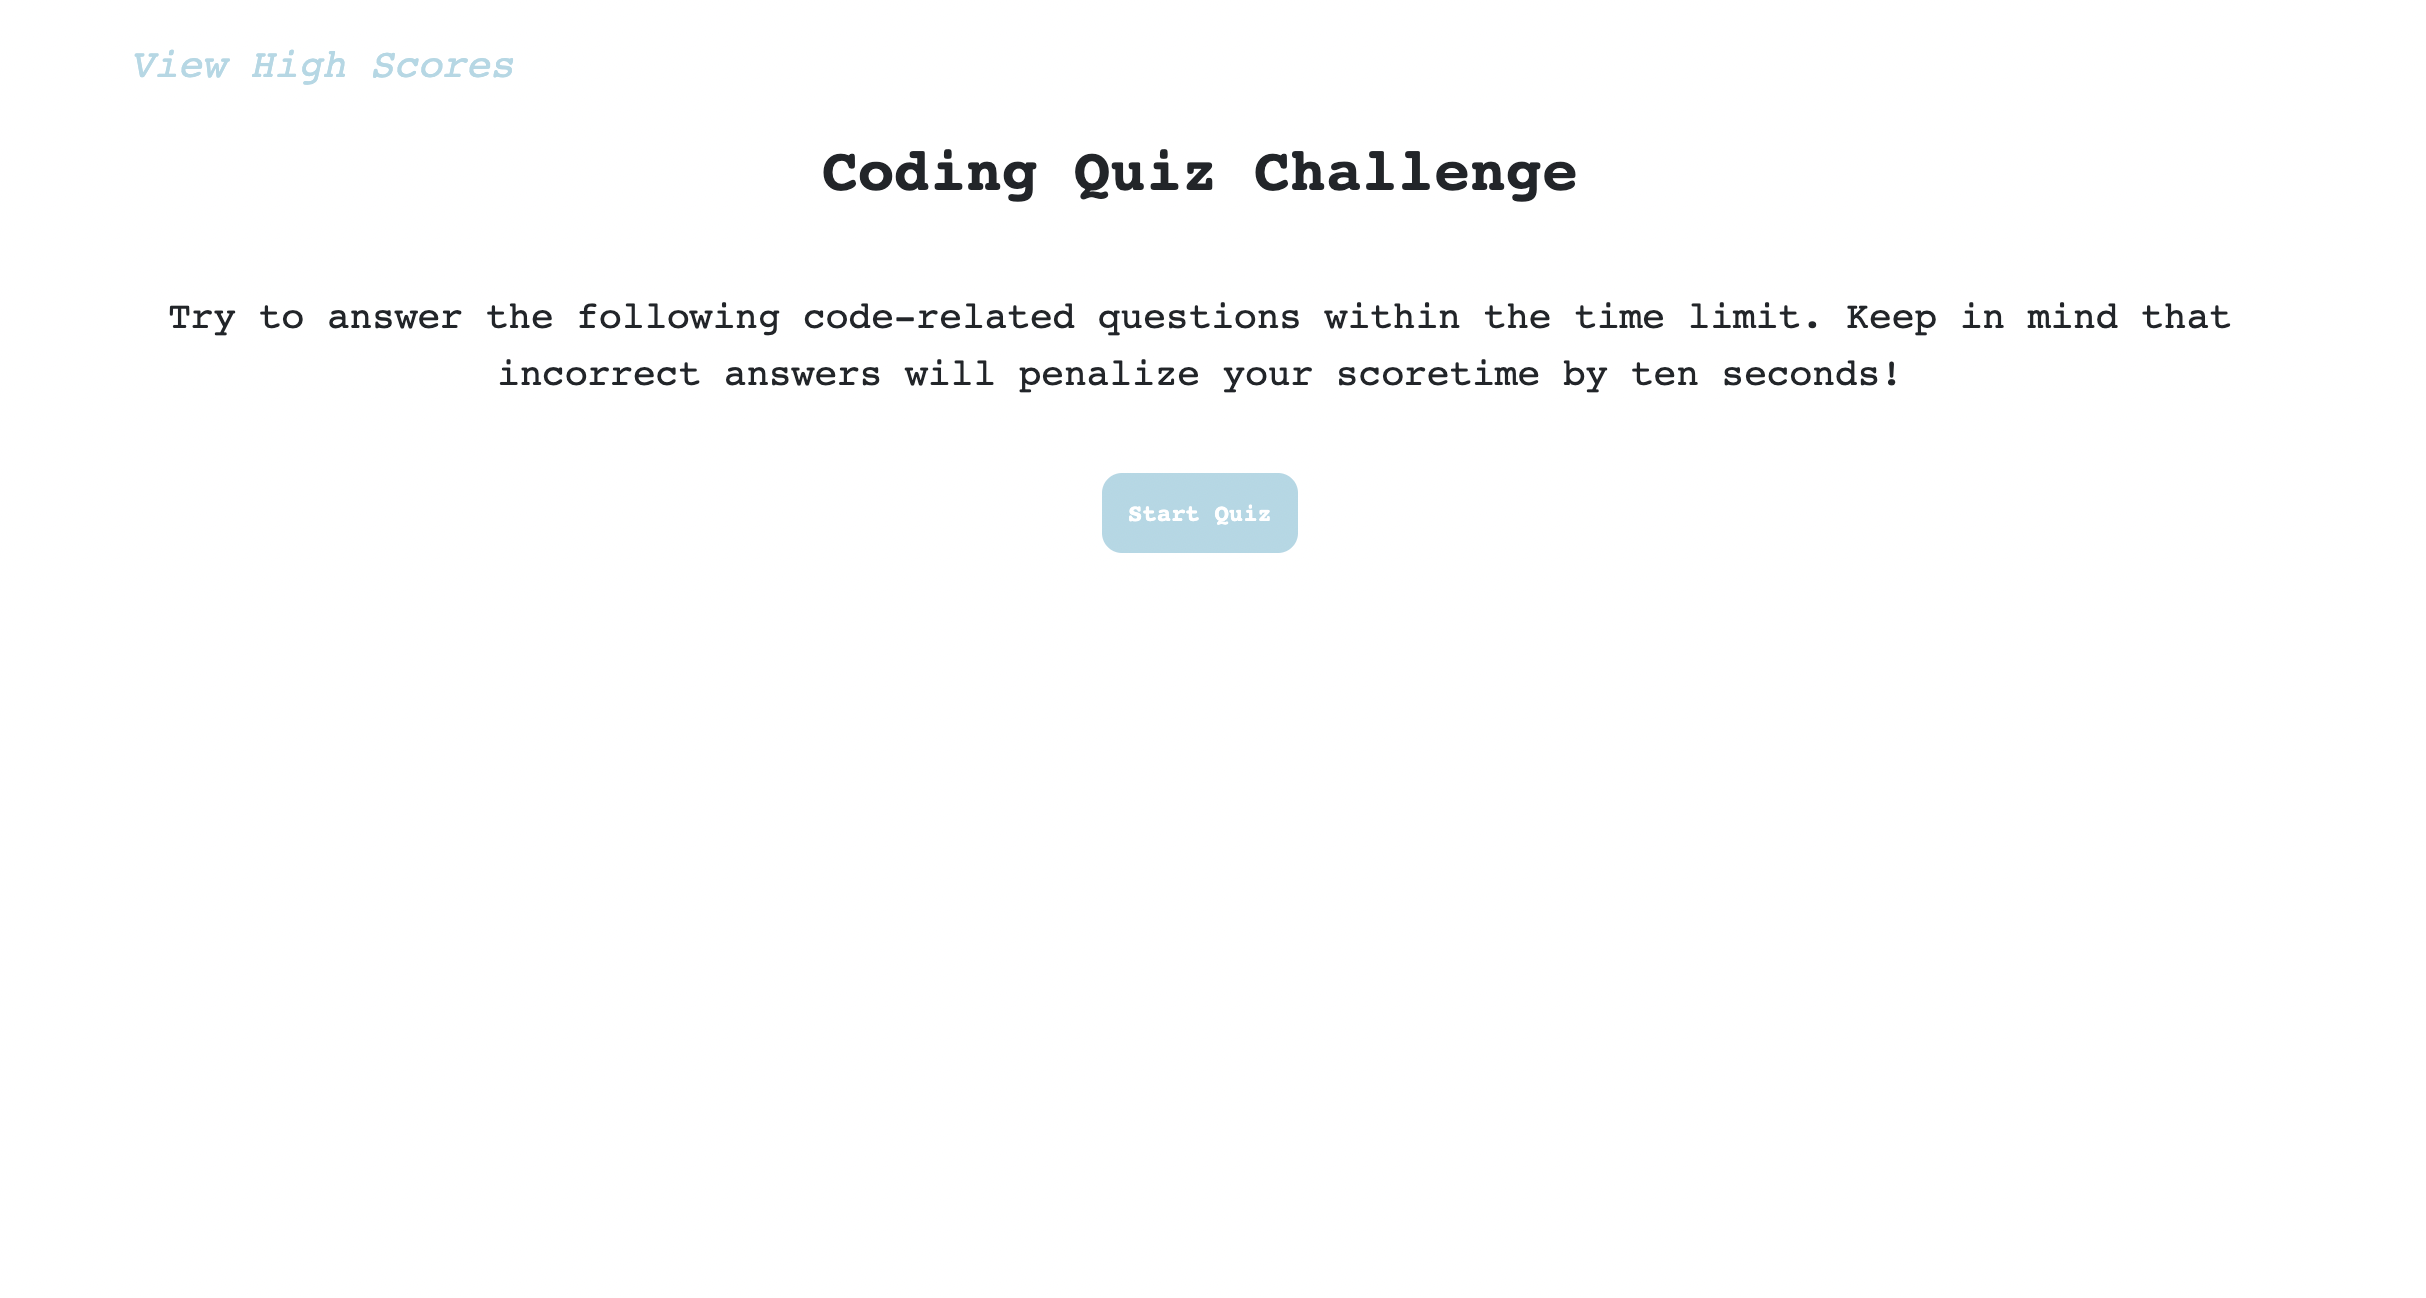 View High Scores
Coding Quiz Challenge
Try to answer the following code-related questions within the time limit. Keep in mind that
incorrect answers will penalize your scoretime by ten seconds!
Start Quiz